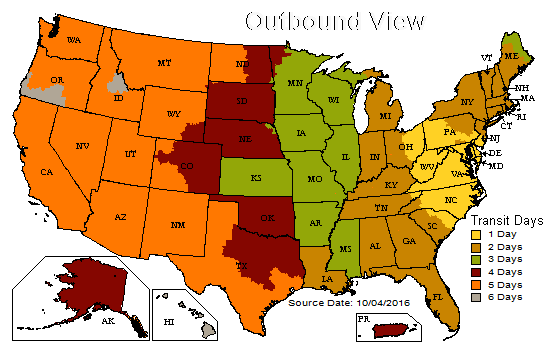 Outbound View
WA
MT
ND
MN
ME
VT
OR
ID
SD
WI
MI
NY
NH
MA
RI
CT
WY
NE
IA
PA
NJ
NV
UT
CO
IL
IN
OH
DE
MD
WV
VA
CA
KS
MO
KY
NC
AZ
NM
OK
AR
TN
SC
TX
LA
MS
AL
GA
FL
AK
HI
PR
Transit Days
1 Day
2 Days
3 Days
4 Days
5 Days
6 Days
Source Date: 10/04/2016